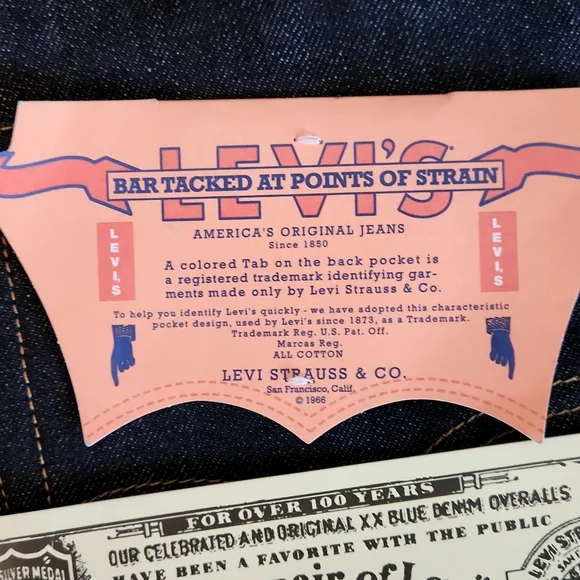 LEVI'S®
BAR TACKED AT POINTS OF STRAIN
AMERICA'S ORIGINAL JEANS
Since 1850
LEVI'S
LEVI'S
A colored Tab on the back pocket is
a registered trademark identifying gar-
ments made only by Levi Strauss & Co.
To help you identify Levi's quickly - we have adopted this characteristic
pocket design, used by Levi's since 1873, as a Trademark.
Trademark Reg. U.S. Pat. Off.
Marcas Reg.
ALL COTTON
LEVI STRAUSS & CO.
San Francisco, Calif.
© 1966
FOR OVER 100 YEARS
OUR CELEBRATED AND ORIGINAL XX BLUE DENIM OVERALLS
HAVE BEEN A FAVORITE WITH THE PUBLIC
SILVER MEDAL
pair of